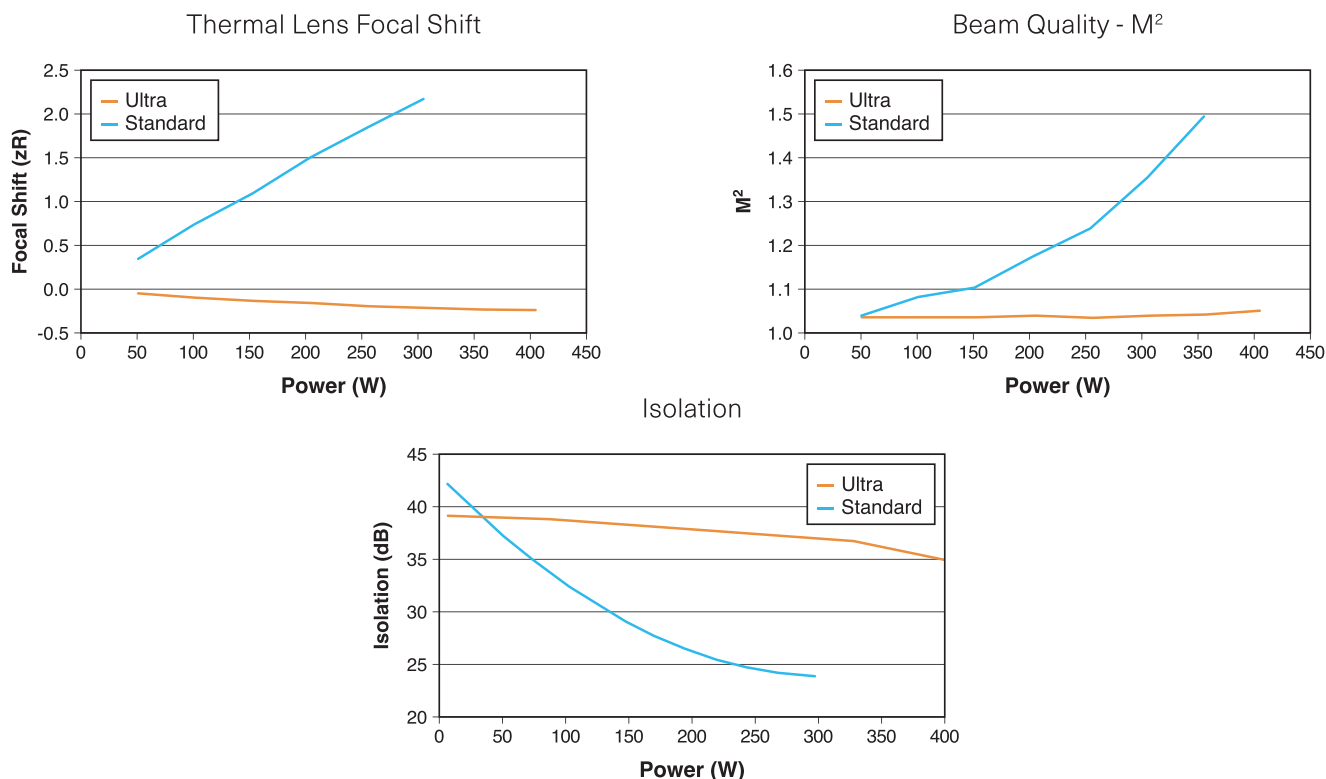 Thermal Lens Focal Shift
2.5
2.0
1.5
1.0
0.5
0.0
-0.5
Focal Shift (zR)
Ultra
Standard
0 50 100 150 200 250 300 350 400 450
Power (W)
Beam Quality - M²
1.6
1.5
1.4
1.3
1.2
1.1
1.0
M²
Ultra
Standard
0 50 100 150 200 250 300 350 400 450
Power (W)
Isolation
45
40
35
30
25
20
Isolation (dB)
Ultra
Standard
0 50 100 150 200 250 300 350 400
Power (W)